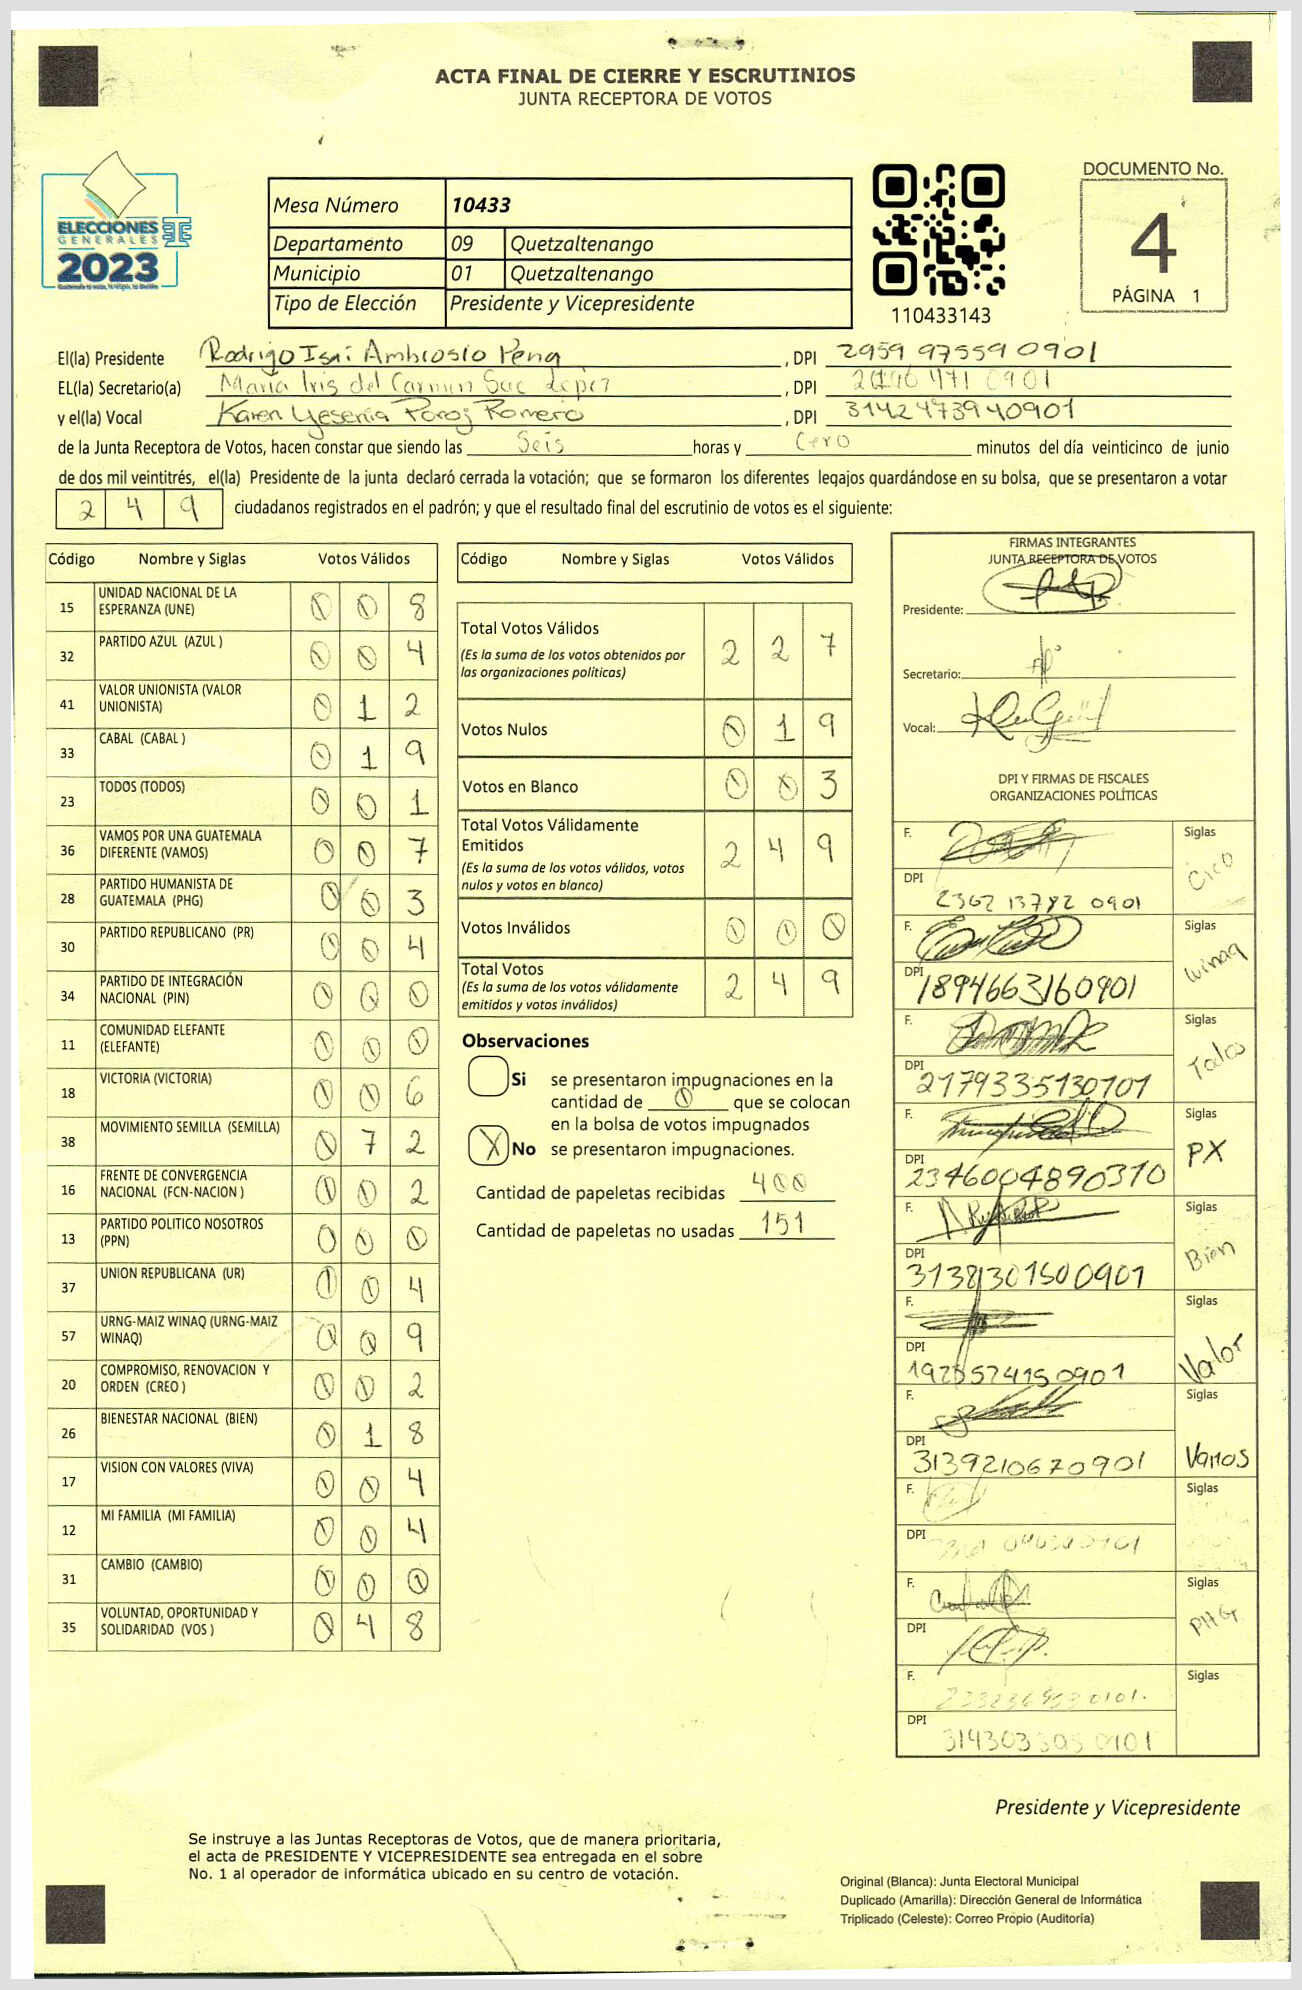 ACTA FINAL DE CIERRE Y ESCRUTINIOS
JUNTA RECEPTORA DE VOTOS
ELECCIONES
GENERALES
2023
TSE
Mesa Número 10433
Departamento 09 Quetzaltenango
Municipio 01 Quetzaltenango
Tipo de Elección Presidente y Vicepresidente
110433143
DOCUMENTO No.
4
PÁGINA 1
El(la) Presidente Rodrigo Isaí Ambrosio Peña, DPI 2959 97559 0901
EL(la) Secretario(a) María Iris del Carmen Sac López, DPI
y el(la) Vocal Karen Yesenia Poroj Romero, DPI 3142473940901
de la Junta Receptora de Votos, hacen constar que siendo las Seis horas y Cero minutos del día veinticinco de junio
de dos mil veintitrés, el(la) Presidente de la junta declaró cerrada la votación; que se formaron los diferentes legajos guardándose en su bolsa, que se presentaron a votar
2 4 9 ciudadanos registrados en el padrón; y que el resultado final del escrutinio de votos es el siguiente:
Código Nombre y Siglas Votos Válidos
15 UNIDAD NACIONAL DE LA ESPERANZA (UNE) 0 0 8
32 PARTIDO AZUL (AZUL ) 0 0 4
41 VALOR UNIONISTA (VALOR UNIONISTA) 0 1 2
33 CABAL (CABAL ) 0 1 9
23 TODOS (TODOS) 0 0 1
36 VAMOS POR UNA GUATEMALA DIFERENTE (VAMOS) 0 0 7
28 PARTIDO HUMANISTA DE GUATEMALA (PHG) 0 0 3
30 PARTIDO REPUBLICANO (PR) 0 0 4
34 PARTIDO DE INTEGRACIÓN NACIONAL (PIN) 0 0 0
11 COMUNIDAD ELEFANTE (ELEFANTE) 0 0 0
18 VICTORIA (VICTORIA) 0 0 6
38 MOVIMIENTO SEMILLA (SEMILLA) 0 7 2
16 FRENTE DE CONVERGENCIA NACIONAL (FCN-NACION ) 0 0 2
13 PARTIDO POLITICO NOSOTROS (PPN) 0 0 0
37 UNION REPUBLICANA (UR) 0 0 4
57 URNG-MAIZ WINAQ (URNG-MAIZ WINAQ) 0 0 9
20 COMPROMISO, RENOVACION Y ORDEN (CREO ) 0 0 2
26 BIENESTAR NACIONAL (BIEN) 0 1 8
17 VISION CON VALORES (VIVA) 0 0 4
12 MI FAMILIA (MI FAMILIA) 0 0 4
31 CAMBIO (CAMBIO) 0 0 0
35 VOLUNTAD, OPORTUNIDAD Y SOLIDARIDAD (VOS ) 0 4 8
Código Nombre y Siglas Votos Válidos
Total Votos Válidos 2 2 7
(Es la suma de los votos obtenidos por
las organizaciones políticas)
Votos Nulos 0 1 9
Votos en Blanco 0 0 3
Total Votos Válidamente
Emitidos 2 4 9
(Es la suma de los votos válidos, votos
nulos y votos en blanco)
Votos Inválidos 0 0 0
Total Votos 2 4 9
(Es la suma de los votos válidamente
emitidos y votos inválidos)
Observaciones
Si se presentaron impugnaciones en la
cantidad de 0 que se colocan
en la bolsa de votos impugnados
X No se presentaron impugnaciones.
Cantidad de papeletas recibidas 400
Cantidad de papeletas no usadas 151
FIRMAS INTEGRANTES
JUNTA RECEPTORA DE VOTOS
Presidente:
Secretario:
Vocal:
DPI Y FIRMAS DE FISCALES
ORGANIZACIONES POLÍTICAS
F. Siglas
DPI 2362 13782 0901
F. Siglas Winaq
DPI 1894663160901
F. Siglas Todos
DPI 2179335130101
F. Siglas PX
DPI 2346004890310
F. Siglas Bien
DPI 3138301500901
F. Siglas Valor
DPI
F. Siglas Vamos
DPI 3139210670901
F. Siglas
DPI
F. Siglas PHG
DPI
F. Siglas
DPI
Presidente y Vicepresidente
Se instruye a las Juntas Receptoras de Votos, que de manera prioritaria,
el acta de PRESIDENTE Y VICEPRESIDENTE sea entregada en el sobre
No. 1 al operador de informática ubicado en su centro de votación.
Original (Blanca): Junta Electoral Municipal
Duplicado (Amarilla): Dirección General de Informática
Triplicado (Celeste): Correo Propio (Auditoría)